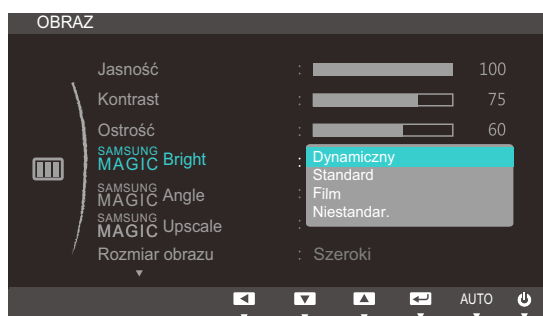 OBRAZ
Jasność : 100
Kontrast : 75
Ostrość : 60
SAMSUNG MAGIC Bright :
Dynamiczny
Standard
Film
Niestandar.
SAMSUNG MAGIC Angle :
SAMSUNG MAGIC Upscale :
Rozmiar obrazu : Szeroki
AUTO